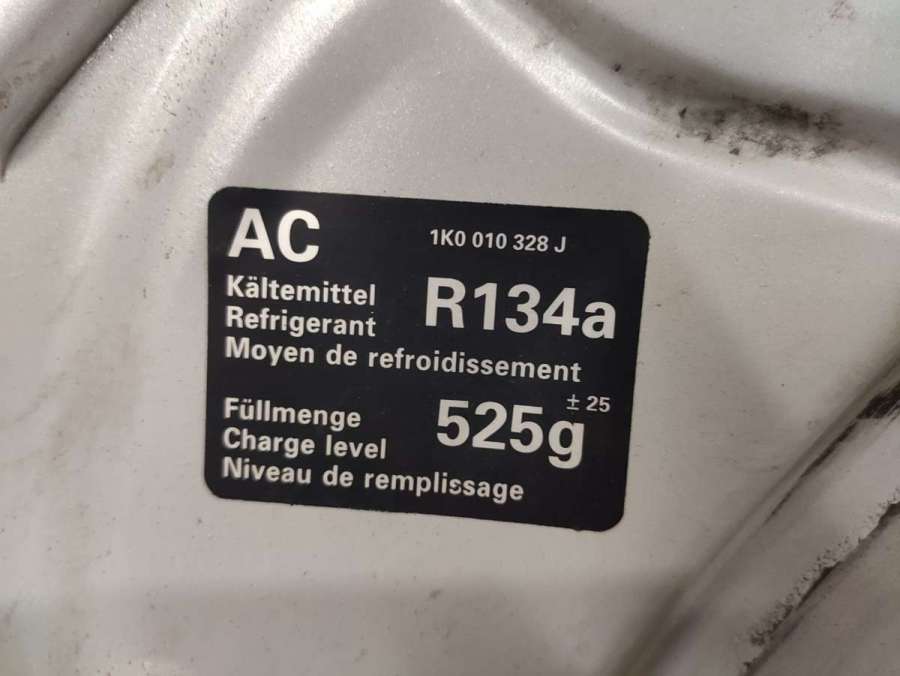 AC 1K0 010 328 J
Kältemittel R134a
Refrigerant
Moyen de refroidissement
Füllmenge 525g ± 25
Charge level
Niveau de remplissage